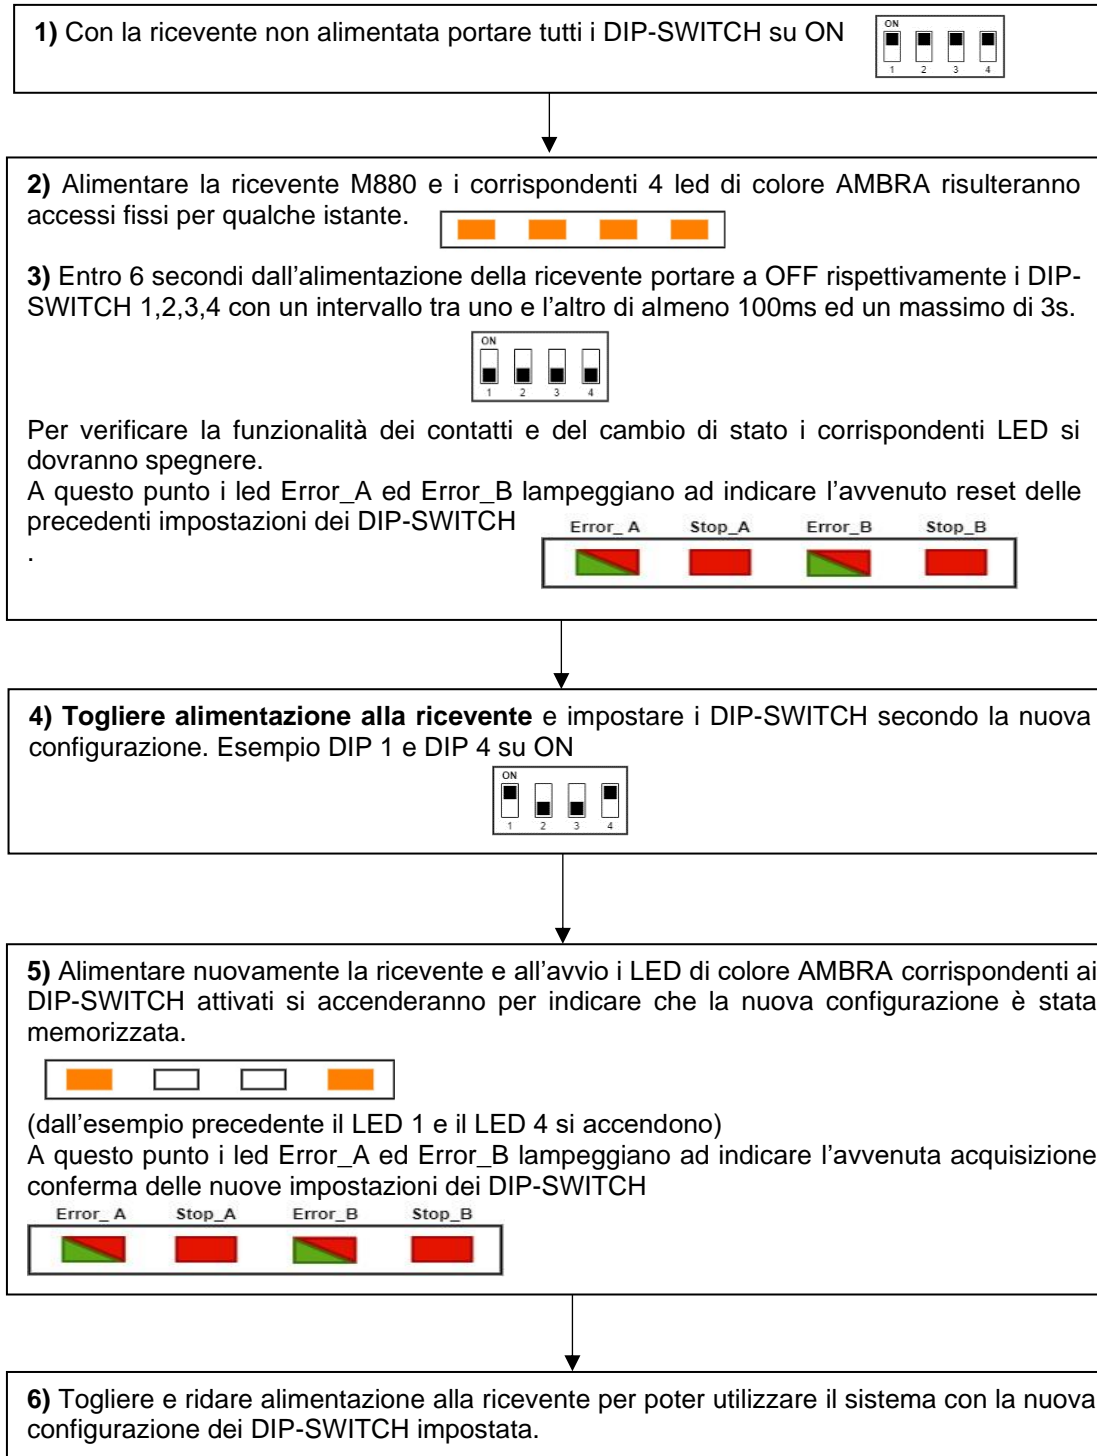 1) Con la ricevente non alimentata portare tutti i DIP-SWITCH su ON
ON
1 2 3 4
2) Alimentare la ricevente M880 e i corrispondenti 4 led di colore AMBRA risulteranno
accessi fissi per qualche istante.
3) Entro 6 secondi dall'alimentazione della ricevente portare a OFF rispettivamente i DIP-
SWITCH 1,2,3,4 con un intervallo tra uno e l'altro di almeno 100ms ed un massimo di 3s.
ON
1 2 3 4
Per verificare la funzionalità dei contatti e del cambio di stato i corrispondenti LED si
dovranno spegnere.
A questo punto i led Error_A ed Error_B lampeggiano ad indicare l'avvenuto reset delle
precedenti impostazioni dei DIP-SWITCH
.
Error_ A Stop_A Error_B Stop_B
4) Togliere alimentazione alla ricevente e impostare i DIP-SWITCH secondo la nuova
configurazione. Esempio DIP 1 e DIP 4 su ON
ON
1 2 3 4
5) Alimentare nuovamente la ricevente e all'avvio i LED di colore AMBRA corrispondenti ai
DIP-SWITCH attivati si accenderanno per indicare che la nuova configurazione è stata
memorizzata.
(dall'esempio precedente il LED 1 e il LED 4 si accendono)
A questo punto i led Error_A ed Error_B lampeggiano ad indicare l'avvenuta acquisizione
conferma delle nuove impostazioni dei DIP-SWITCH
Error_ A Stop_A Error_B Stop_B
6) Togliere e ridare alimentazione alla ricevente per poter utilizzare il sistema con la nuova
configurazione dei DIP-SWITCH impostata.